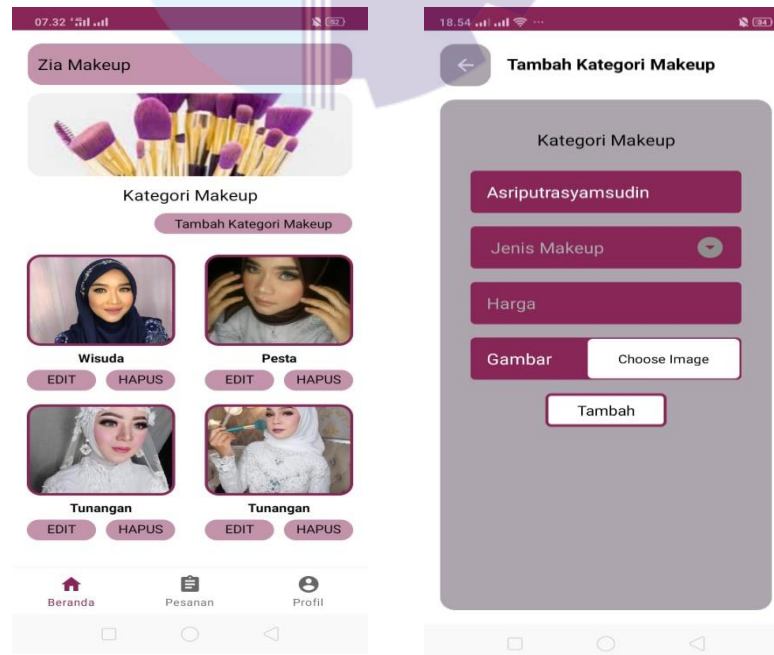 07.32
52
Zia Makeup
Kategori Makeup
Tambah Kategori Makeup
Wisuda
Pesta
EDIT
HAPUS
EDIT
HAPUS
Tunangan
Tunangan
EDIT
HAPUS
EDIT
HAPUS
Beranda
Pesanan
Profil
18.54
34
Tambah Kategori Makeup
Kategori Makeup
Asriputrasyamsudin
Jenis Makeup
Harga
Gambar
Choose Image
Tambah